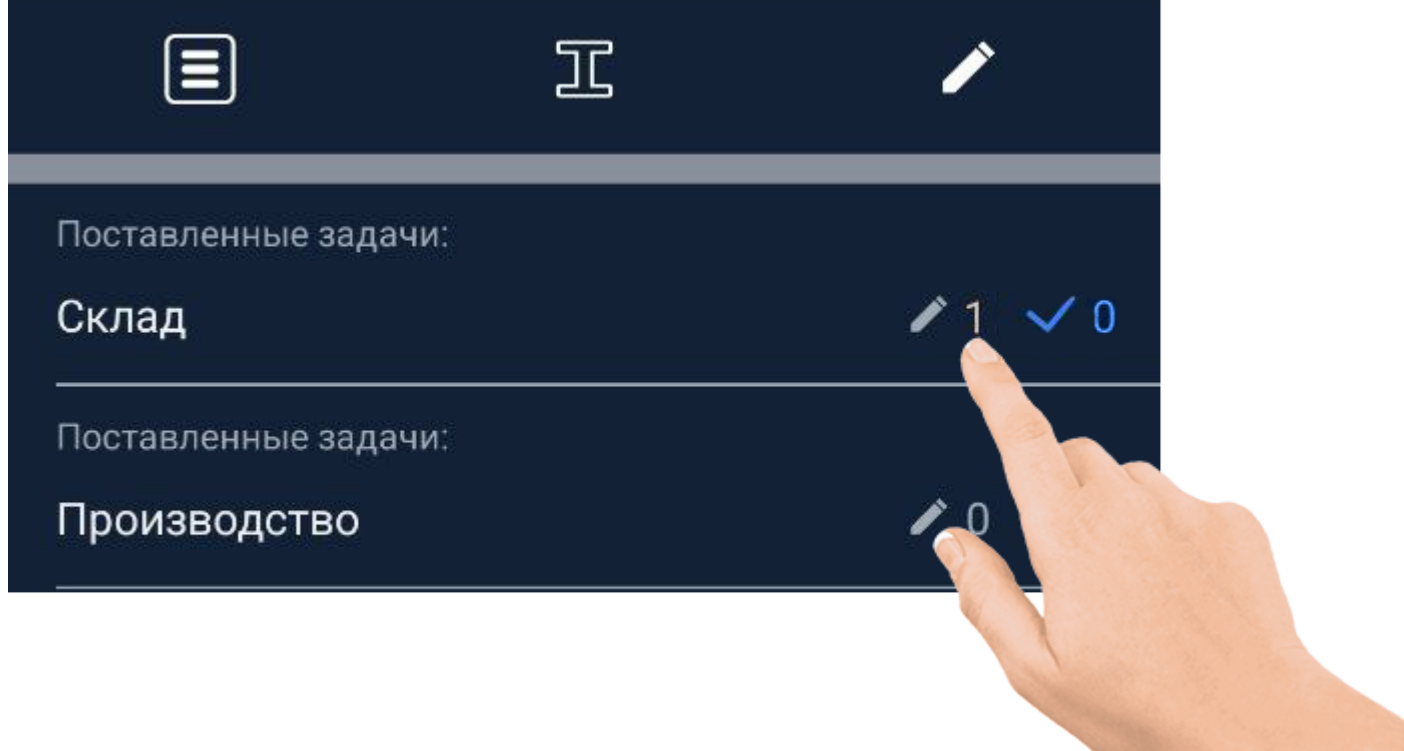 Поставленные задачи:
Склад 1 0
Поставленные задачи:
Производство 0